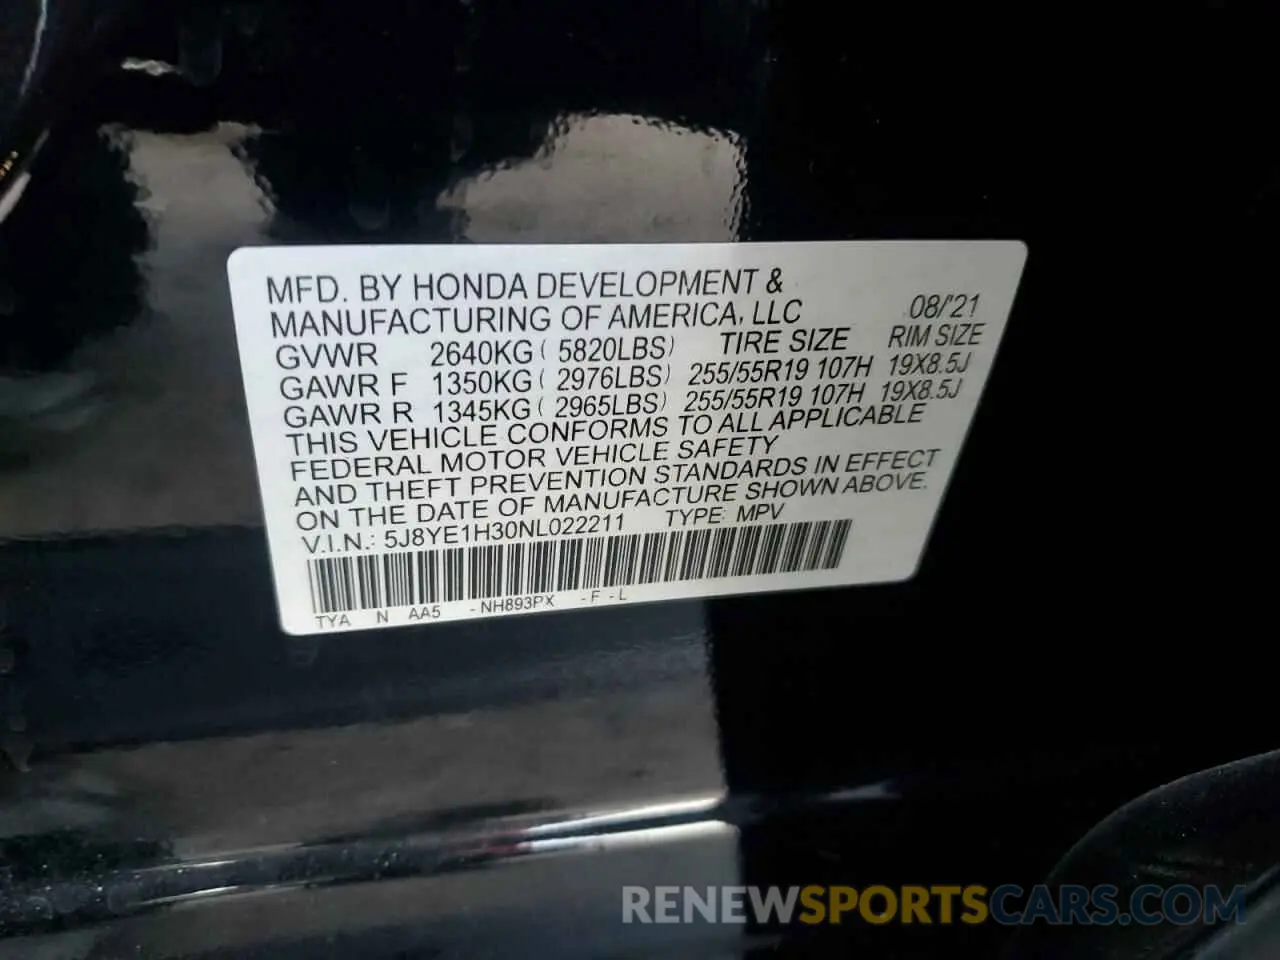 MFD. BY HONDA DEVELOPMENT &
MANUFACTURING OF AMERICA, LLC 08/'21
GVWR 2640KG ( 5820LBS) TIRE SIZE RIM SIZE
GAWR F 1350KG ( 2976LBS) 255/55R19 107H 19X8.5J
GAWR R 1345KG ( 2965LBS) 255/55R19 107H 19X8.5J
THIS VEHICLE CONFORMS TO ALL APPLICABLE
FEDERAL MOTOR VEHICLE SAFETY
AND THEFT PREVENTION STANDARDS IN EFFECT
ON THE DATE OF MANUFACTURE SHOWN ABOVE.
V.I.N.: 5J8YE1H30NL022211 TYPE: MPV
TYA N AA5 - NH893PX - F - L
RENEWSPORTSCARS.COM